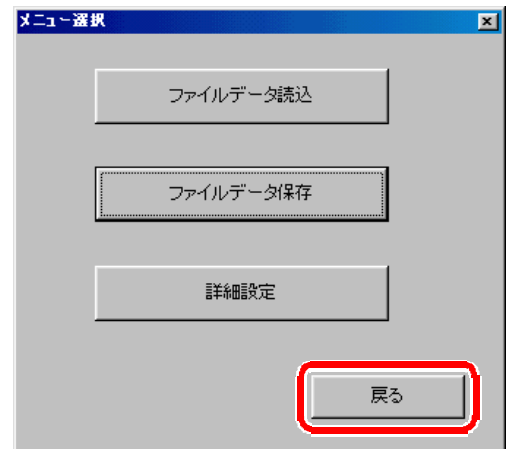 メニュー選択
ファイルデータ読込
ファイルデータ保存
詳細設定
戻る